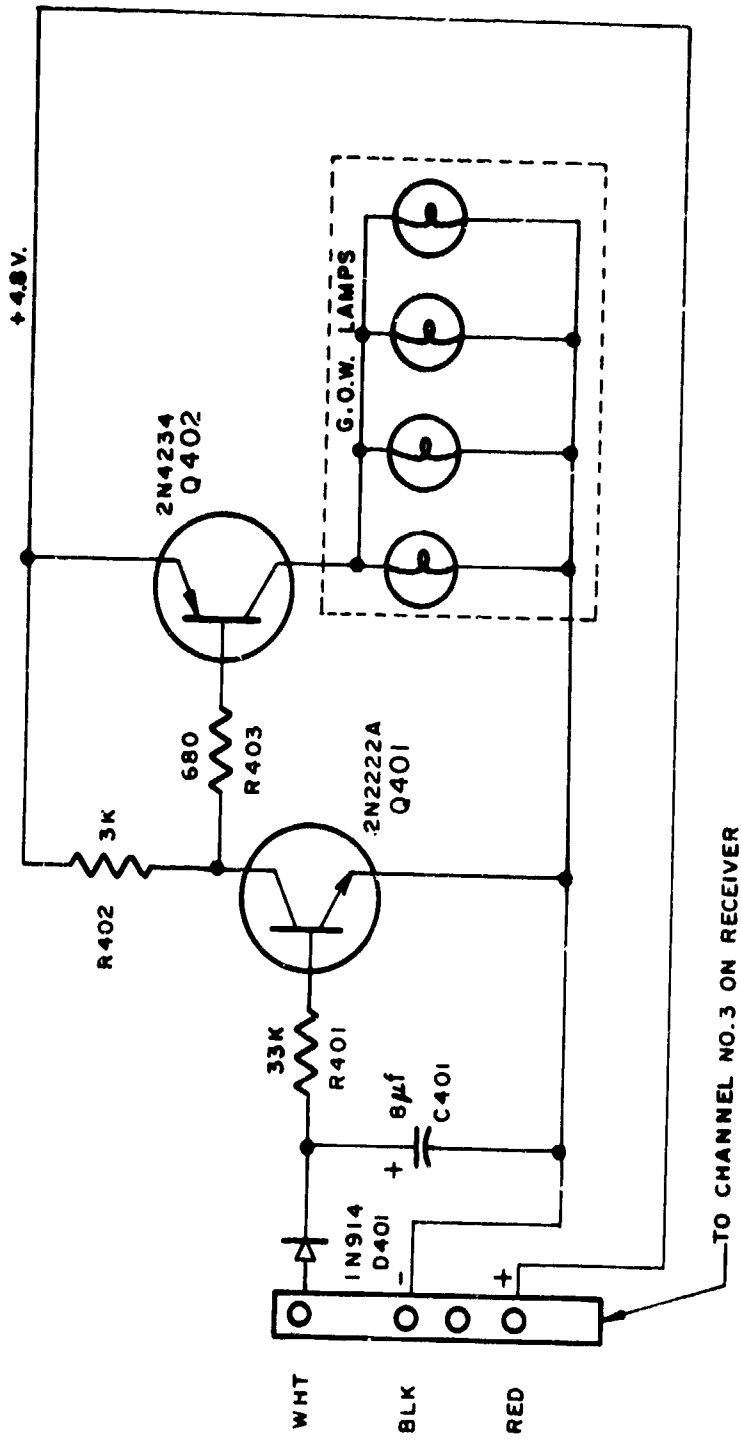 +4.8V.
2N4234
Q402
G.O.W. LAMPS
3K
R402
680
R403
2N2222A
Q401
33K
R401
8µf
C401
+
1N914
D401
-
+
WHT
BLK
RED
TO CHANNEL NO.3 ON RECEIVER